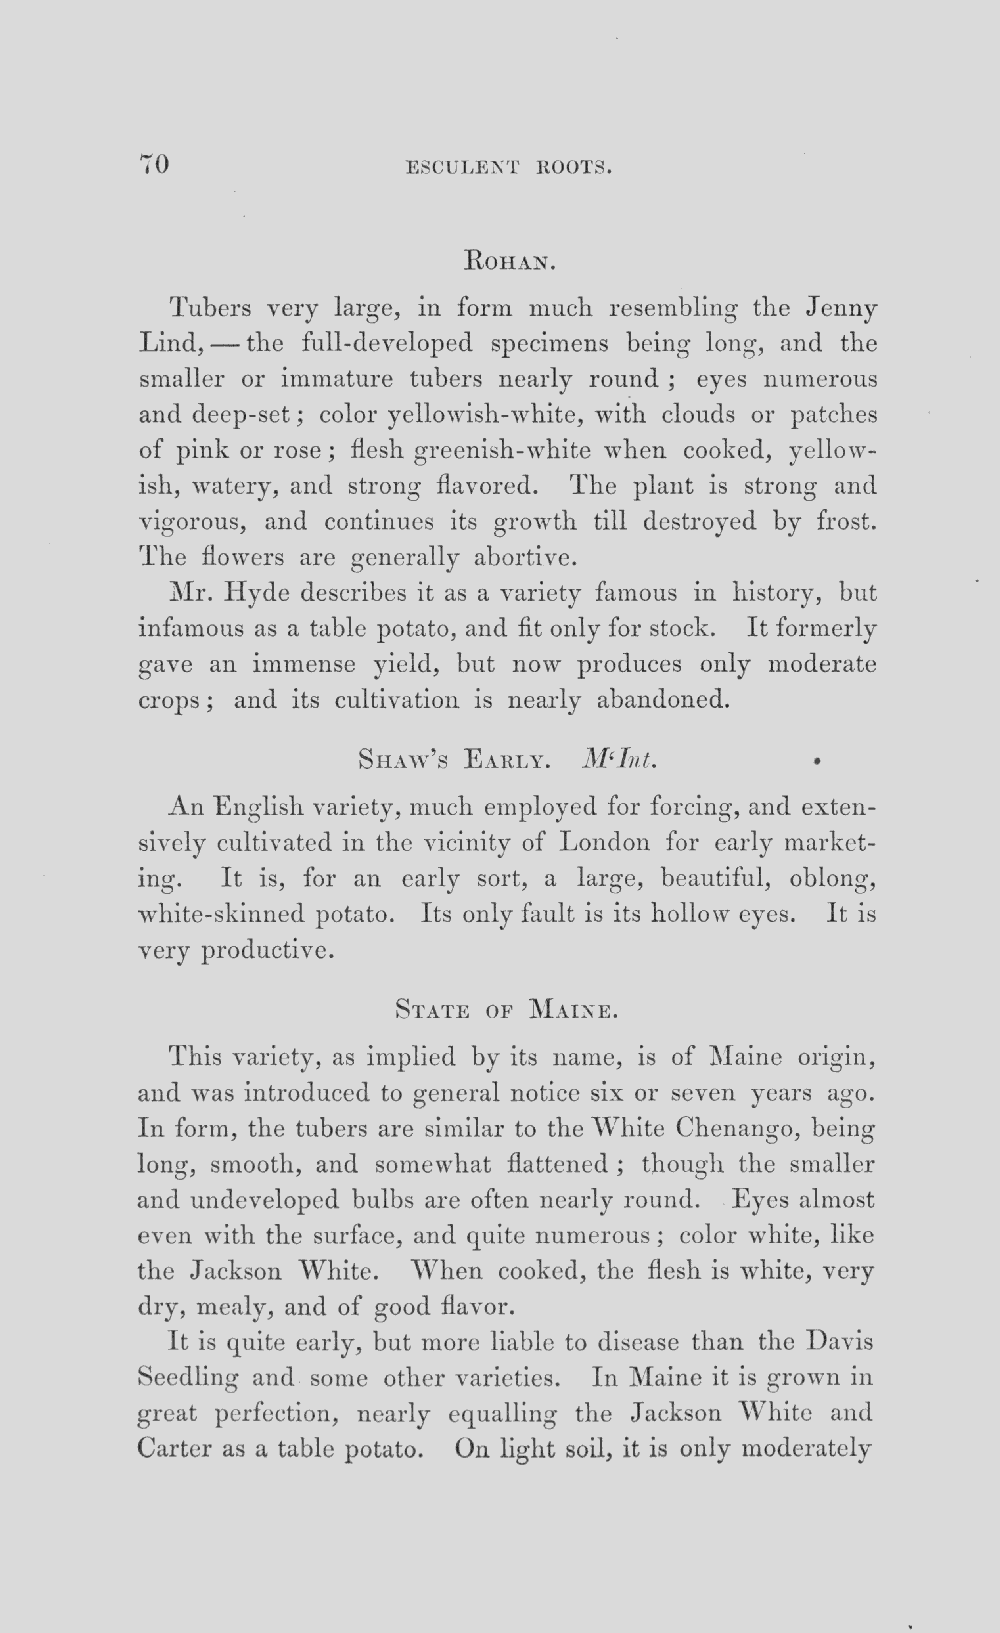 70 ESCULENT ROOTS.
ROHAN.
Tubers very large, in form much resembling the Jenny
Lind, — the full-developed specimens being long, and the
smaller or immature tubers nearly round; eyes numerous
and deep-set; color yellowish-white, with clouds or patches
of pink or rose; flesh greenish-white when cooked, yellow-
ish, watery, and strong flavored. The plant is strong and
vigorous, and continues its growth till destroyed by frost.
The flowers are generally abortive.
Mr. Hyde describes it as a variety famous in history, but
infamous as a table potato, and fit only for stock. It formerly
gave an immense yield, but now produces only moderate
crops; and its cultivation is nearly abandoned.
SHAW'S EARLY. M‘Int.
An English variety, much employed for forcing, and exten-
sively cultivated in the vicinity of London for early market-
ing. It is, for an early sort, a large, beautiful, oblong,
white-skinned potato. Its only fault is its hollow eyes. It is
very productive.
STATE OF MAINE.
This variety, as implied by its name, is of Maine origin,
and was introduced to general notice six or seven years ago.
In form, the tubers are similar to the White Chenango, being
long, smooth, and somewhat flattened; though the smaller
and undeveloped bulbs are often nearly round. Eyes almost
even with the surface, and quite numerous; color white, like
the Jackson White. When cooked, the flesh is white, very
dry, mealy, and of good flavor.
It is quite early, but more liable to disease than the Davis
Seedling and some other varieties. In Maine it is grown in
great perfection, nearly equalling the Jackson White and
Carter as a table potato. On light soil, it is only moderately